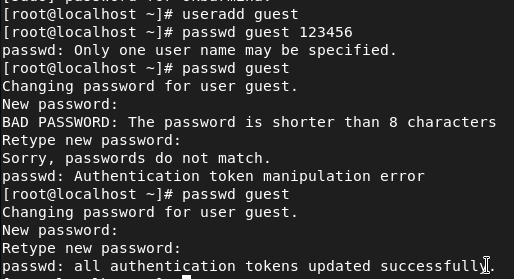 [root@localhost ~]# useradd guest
[root@localhost ~]# passwd guest 123456
passwd: Only one user name may be specified.
[root@localhost ~]# passwd guest
Changing password for user guest.
New password:
BAD PASSWORD: The password is shorter than 8 characters
Retype new password:
Sorry, passwords do not match.
passwd: Authentication token manipulation error
[root@localhost ~]# passwd guest
Changing password for user guest.
New password:
Retype new password:
passwd: all authentication tokens updated successfully.